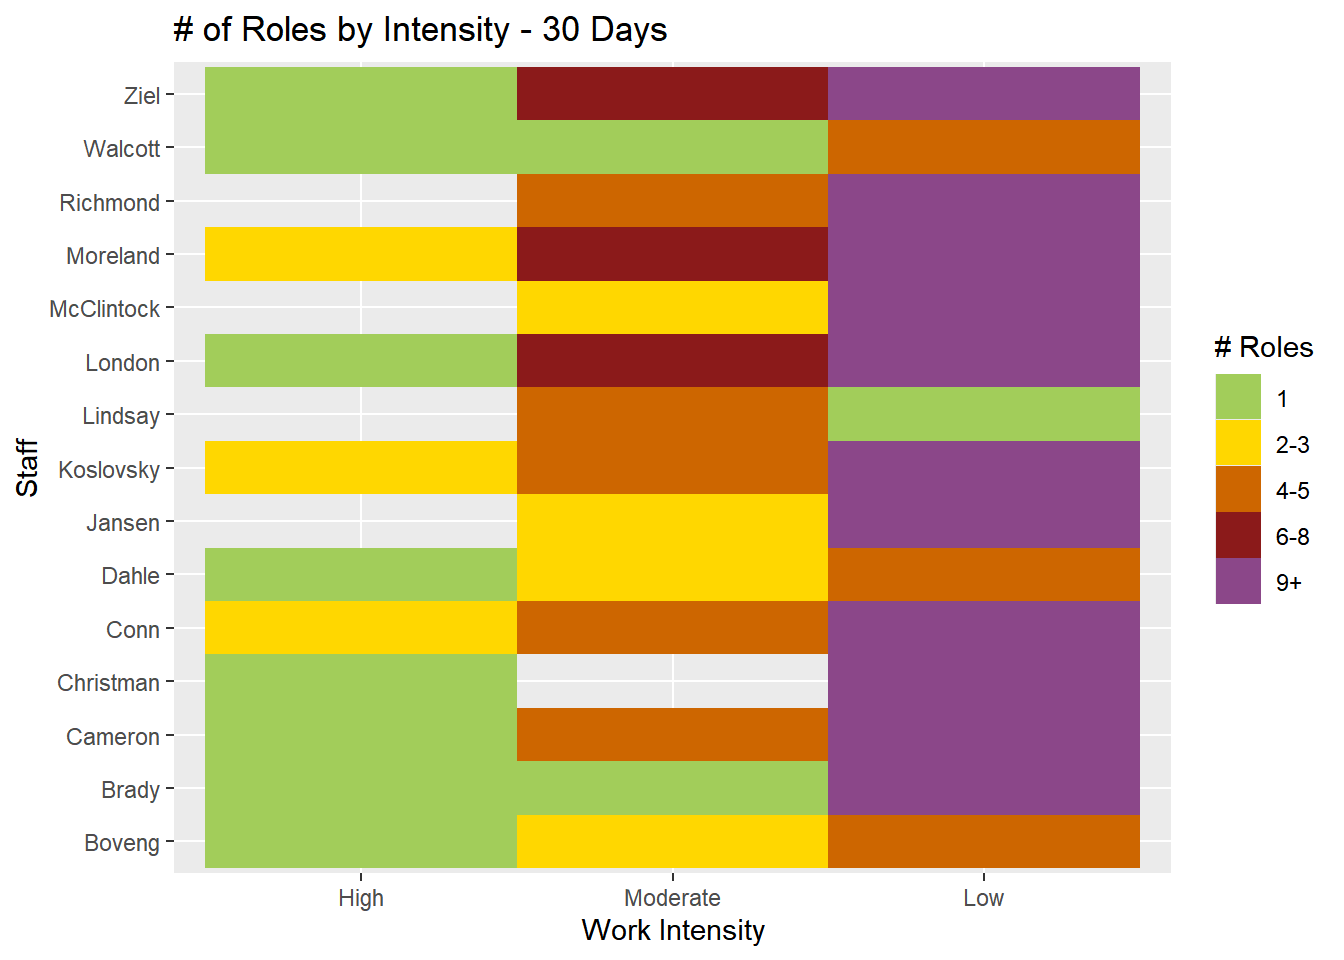 # of Roles by Intensity - 30 Days
Ziel
Walcott
Richmond
Moreland
McClintock
London
Lindsay
Koslovsky
Jansen
Dahle
Conn
Christman
Cameron
Brady
Boveng
Staff
High Moderate Low
Work Intensity
# Roles
1
2-3
4-5
6-8
9+